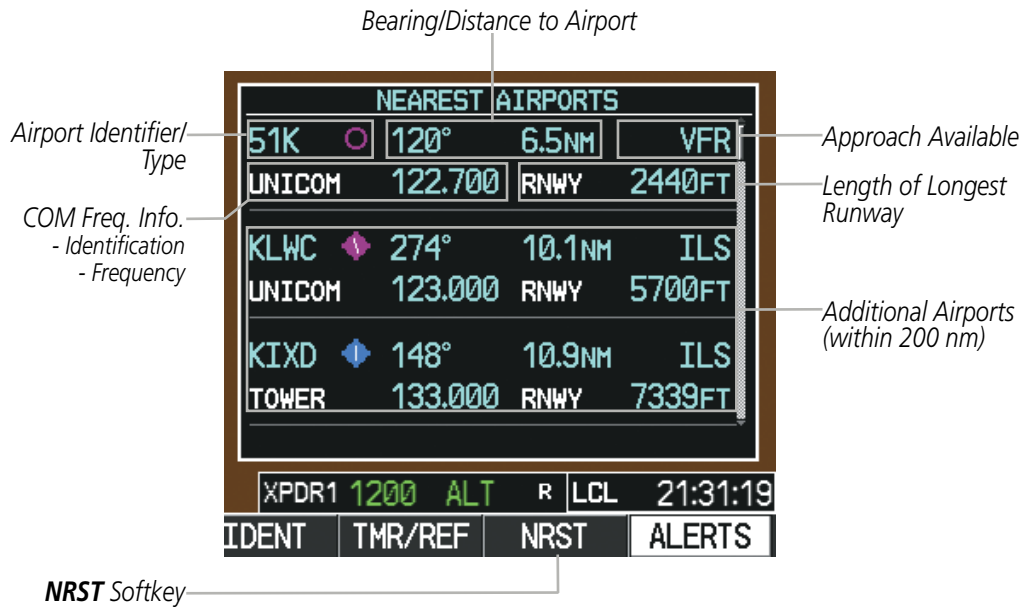 Bearing/Distance to Airport
NEAREST AIRPORTS
Airport Identifier/
Type
51K 120° 6.5NM VFR
Approach Available
UNICOM 122.700 RNWY 2440FT
Length of Longest
Runway
COM Freq. Info.
- Identification
- Frequency
KLWC 274° 10.1NM ILS
UNICOM 123.000 RNWY 5700FT
Additional Airports
(within 200 nm)
KIXD 148° 10.9NM ILS
TOWER 133.000 RNWY 7339FT
XPDR1 1200 ALT R LCL 21:31:19
IDENT TMR/REF NRST ALERTS
NRST Softkey